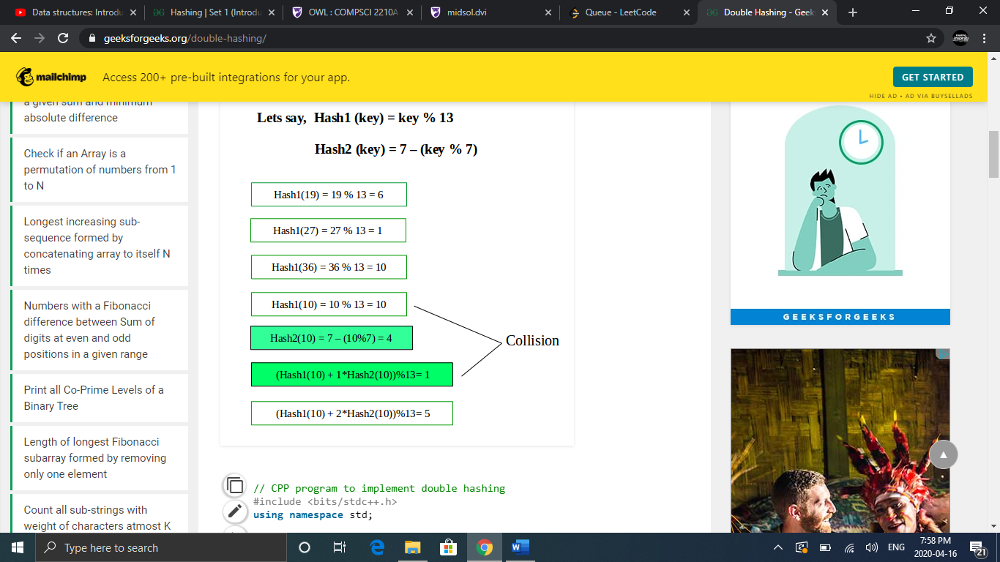 Data structures: Introdu
Hashing | Set 1 (Introdu
OWL : COMPSCI 2210A
midsol.dvi
Queue - LeetCode
Double Hashing - Geek
geeksforgeeks.org/double-hashing/
mailchimp
Access 200+ pre-built integrations for your app.
GET STARTED
HIDE AD • AD VIA BUYSELLADS
a given sum and minimum
absolute difference
Check if an Array is a
permutation of numbers from 1
to N
Longest increasing sub-
sequence formed by
concatenating array to itself N
times
Numbers with a Fibonacci
difference between Sum of
digits at even and odd
positions in a given range
Print all Co-Prime Levels of a
Binary Tree
Length of longest Fibonacci
subarray formed by removing
only one element
Count all sub-strings with
weight of characters atmost K
Lets say, Hash1 (key) = key % 13
Hash2 (key) = 7 – (key % 7)
Hash1(19) = 19 % 13 = 6
Hash1(27) = 27 % 13 = 1
Hash1(36) = 36 % 13 = 10
Hash1(10) = 10 % 13 = 10
Hash2(10) = 7 – (10%7) = 4
Collision
(Hash1(10) + 1*Hash2(10))%13= 1
(Hash1(10) + 2*Hash2(10))%13= 5
// CPP program to implement double hashing
#include <bits/stdc++.h>
using namespace std;
GEEKSFORGEEKS
Type here to search
ENG
7:58 PM
2020-04-16
21